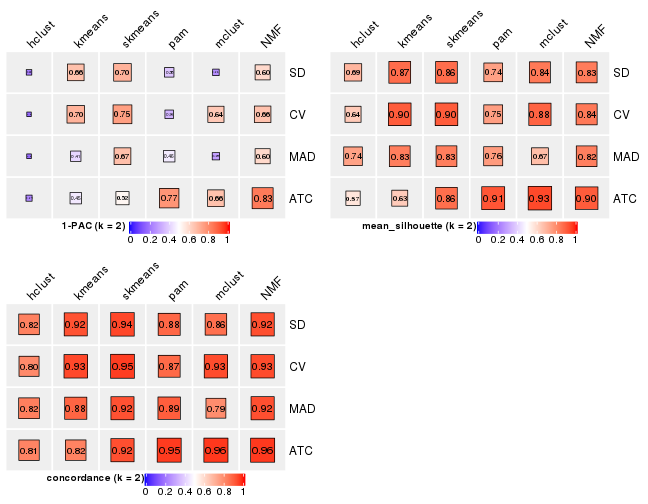 hclust kmeans skmeans pam mclust NMF
0.66 0.70 0.60 SD
0.70 0.75 0.64 0.66 CV
0.41 0.67 0.46 0.60 MAD
0.45 0.52 0.77 0.66 0.83 ATC
1-PAC (k = 2)
0 0.2 0.4 0.6 0.8 1
hclust kmeans skmeans pam mclust NMF
0.69 0.87 0.86 0.74 0.84 0.83 SD
0.64 0.90 0.90 0.75 0.88 0.84 CV
0.74 0.83 0.83 0.76 0.67 0.82 MAD
0.57 0.63 0.86 0.91 0.93 0.90 ATC
mean_silhouette (k = 2)
0 0.2 0.4 0.6 0.8 1
hclust kmeans skmeans pam mclust NMF
0.82 0.92 0.94 0.88 0.86 0.92 SD
0.80 0.93 0.95 0.87 0.93 0.93 CV
0.82 0.88 0.92 0.89 0.79 0.92 MAD
0.81 0.82 0.92 0.95 0.96 0.96 ATC
concordance (k = 2)
0 0.2 0.4 0.6 0.8 1